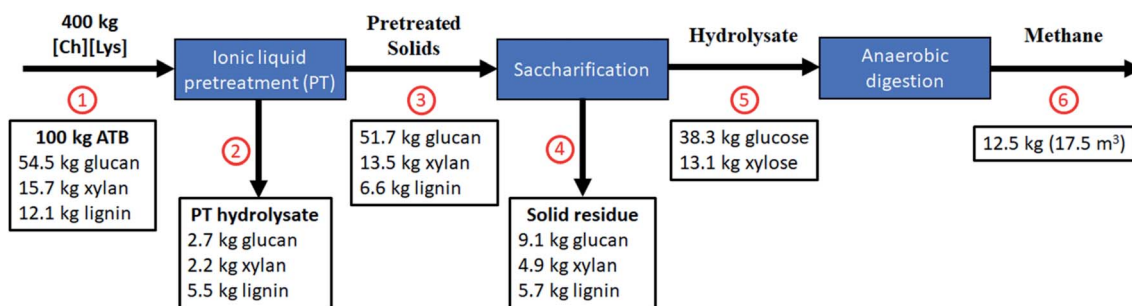 400 kg
[Ch][Lys]
1
100 kg ATB
54.5 kg glucan
15.7 kg xylan
12.1 kg lignin
Ionic liquid
pretreatment (PT)
2
PT hydrolysate
2.7 kg glucan
2.2 kg xylan
5.5 kg lignin
Pretreated
Solids
3
51.7 kg glucan
13.5 kg xylan
6.6 kg lignin
Saccharification
4
Solid residue
9.1 kg glucan
4.9 kg xylan
5.7 kg lignin
Hydrolysate
5
38.3 kg glucose
13.1 kg xylose
Anaerobic
digestion
Methane
6
12.5 kg (17.5 m³)